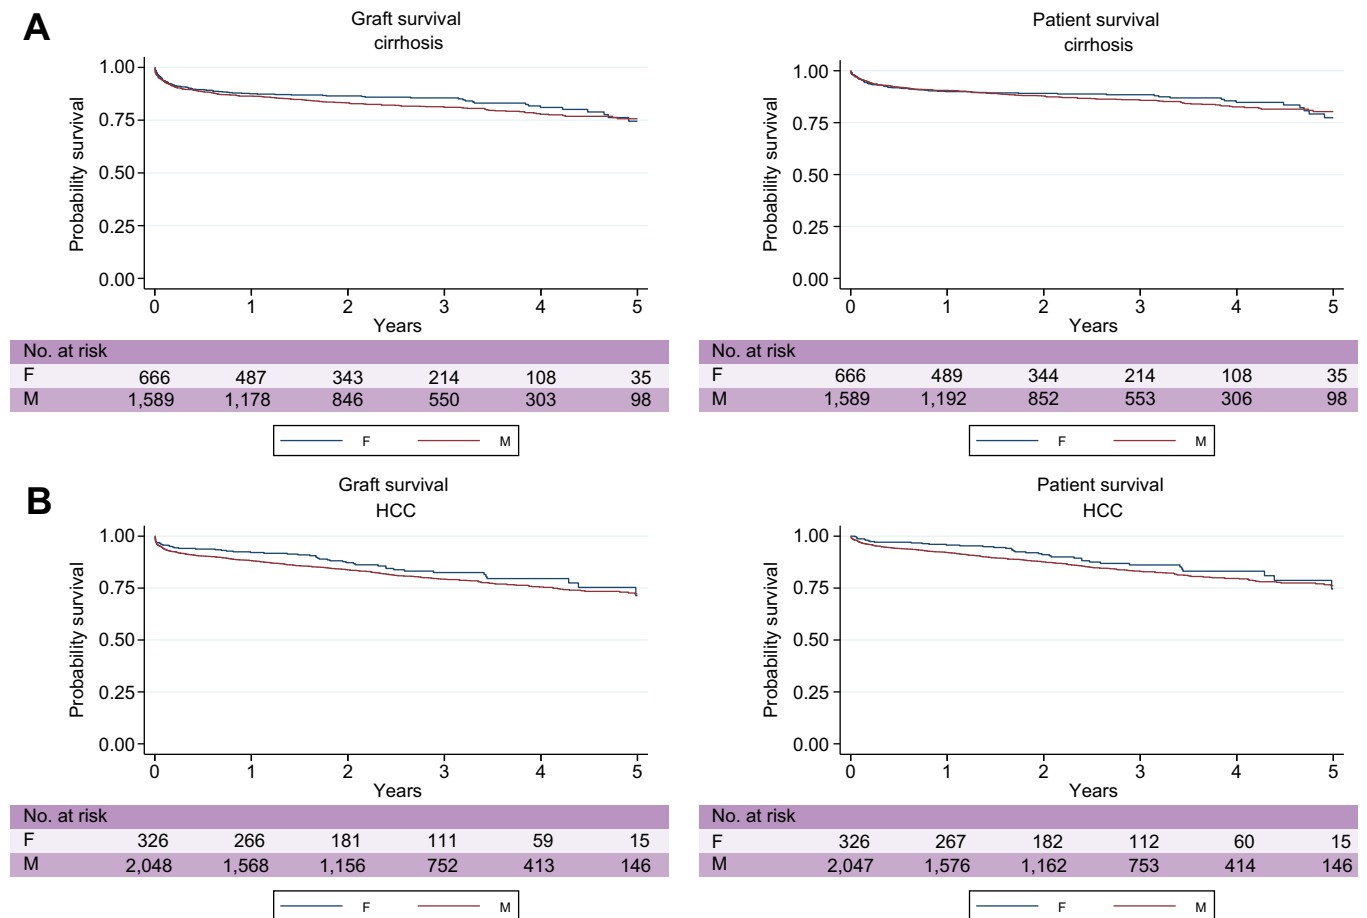 A
Graft survival
cirrhosis
Probability survival
1.00
0.75
0.50
0.25
0.00
0 1 2 3 4 5
Years
No. at risk
F 666 487 343 214 108 35
M 1,589 1,178 846 550 303 98
F M
Patient survival
cirrhosis
Probability survival
1.00
0.75
0.50
0.25
0.00
0 1 2 3 4 5
Years
No. at risk
F 666 489 344 214 108 35
M 1,589 1,192 852 553 306 98
F M
B
Graft survival
HCC
Probability survival
1.00
0.75
0.50
0.25
0.00
0 1 2 3 4 5
Years
No. at risk
F 326 266 181 111 59 15
M 2,048 1,568 1,156 752 413 146
F M
Patient survival
HCC
Probability survival
1.00
0.75
0.50
0.25
0.00
0 1 2 3 4 5
Years
No. at risk
F 326 267 182 112 60 15
M 2,047 1,576 1,162 753 414 146
F M